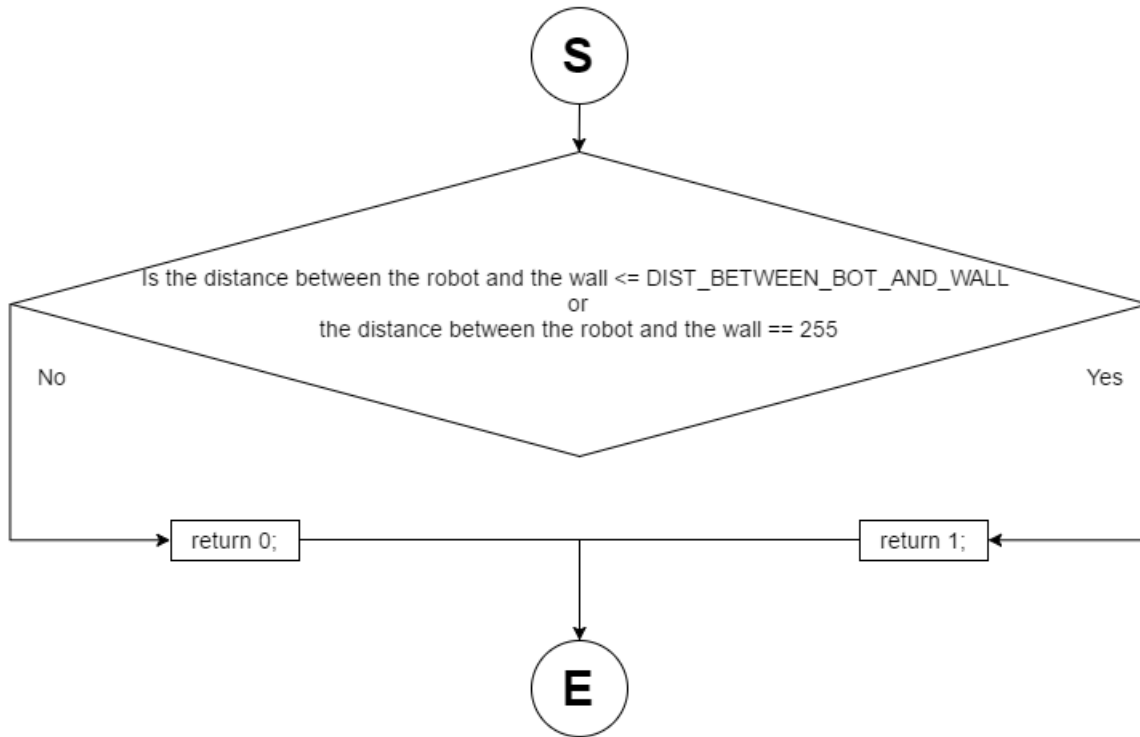 S
Is the distance between the robot and the wall <= DIST_BETWEEN_BOT_AND_WALL
or
the distance between the robot and the wall == 255
No
Yes
return 0;
return 1;
E